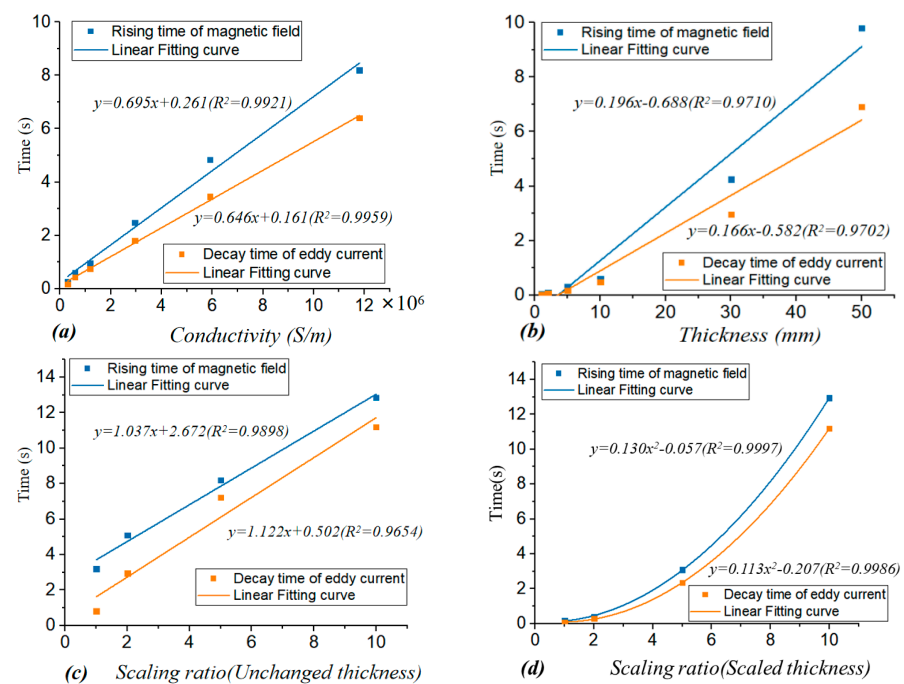 10
8
6
4
2
0
Time (s)
Rising time of magnetic field
Linear Fitting curve
y=0.695x+0.261(R²=0.9921)
y=0.646x+0.161(R²=0.9959)
Decay time of eddy current
Linear Fitting curve
0 2 4 6 8 10 12 ×10⁶
(a) Conductivity (S/m)
10
8
6
4
2
0
Time (s)
Rising time of magnetic field
Linear Fitting curve
y=0.196x-0.688(R²=0.9710)
y=0.166x-0.582(R²=0.9702)
Decay time of eddy current
Linear Fitting curve
0 10 20 30 40 50
(b) Thickness (mm)
14
12
10
8
6
4
2
0
Time (s)
Rising time of magnetic field
Linear Fitting curve
y=1.037x+2.672(R²=0.9898)
y=1.122x+0.502(R²=0.9654)
Decay time of eddy current
Linear Fitting curve
0 2 4 6 8 10
(c) Scaling ratio(Unchanged thickness)
14
12
10
8
6
4
2
0
Time(s)
Rising time of magnetic field
Linear Fitting curve
y=0.130x²-0.057(R²=0.9997)
y=0.113x²-0.207(R²=0.9986)
Decay time of eddy current
Linear Fitting curve
0 2 4 6 8 10
(d) Scaling ratio(Scaled thickness)